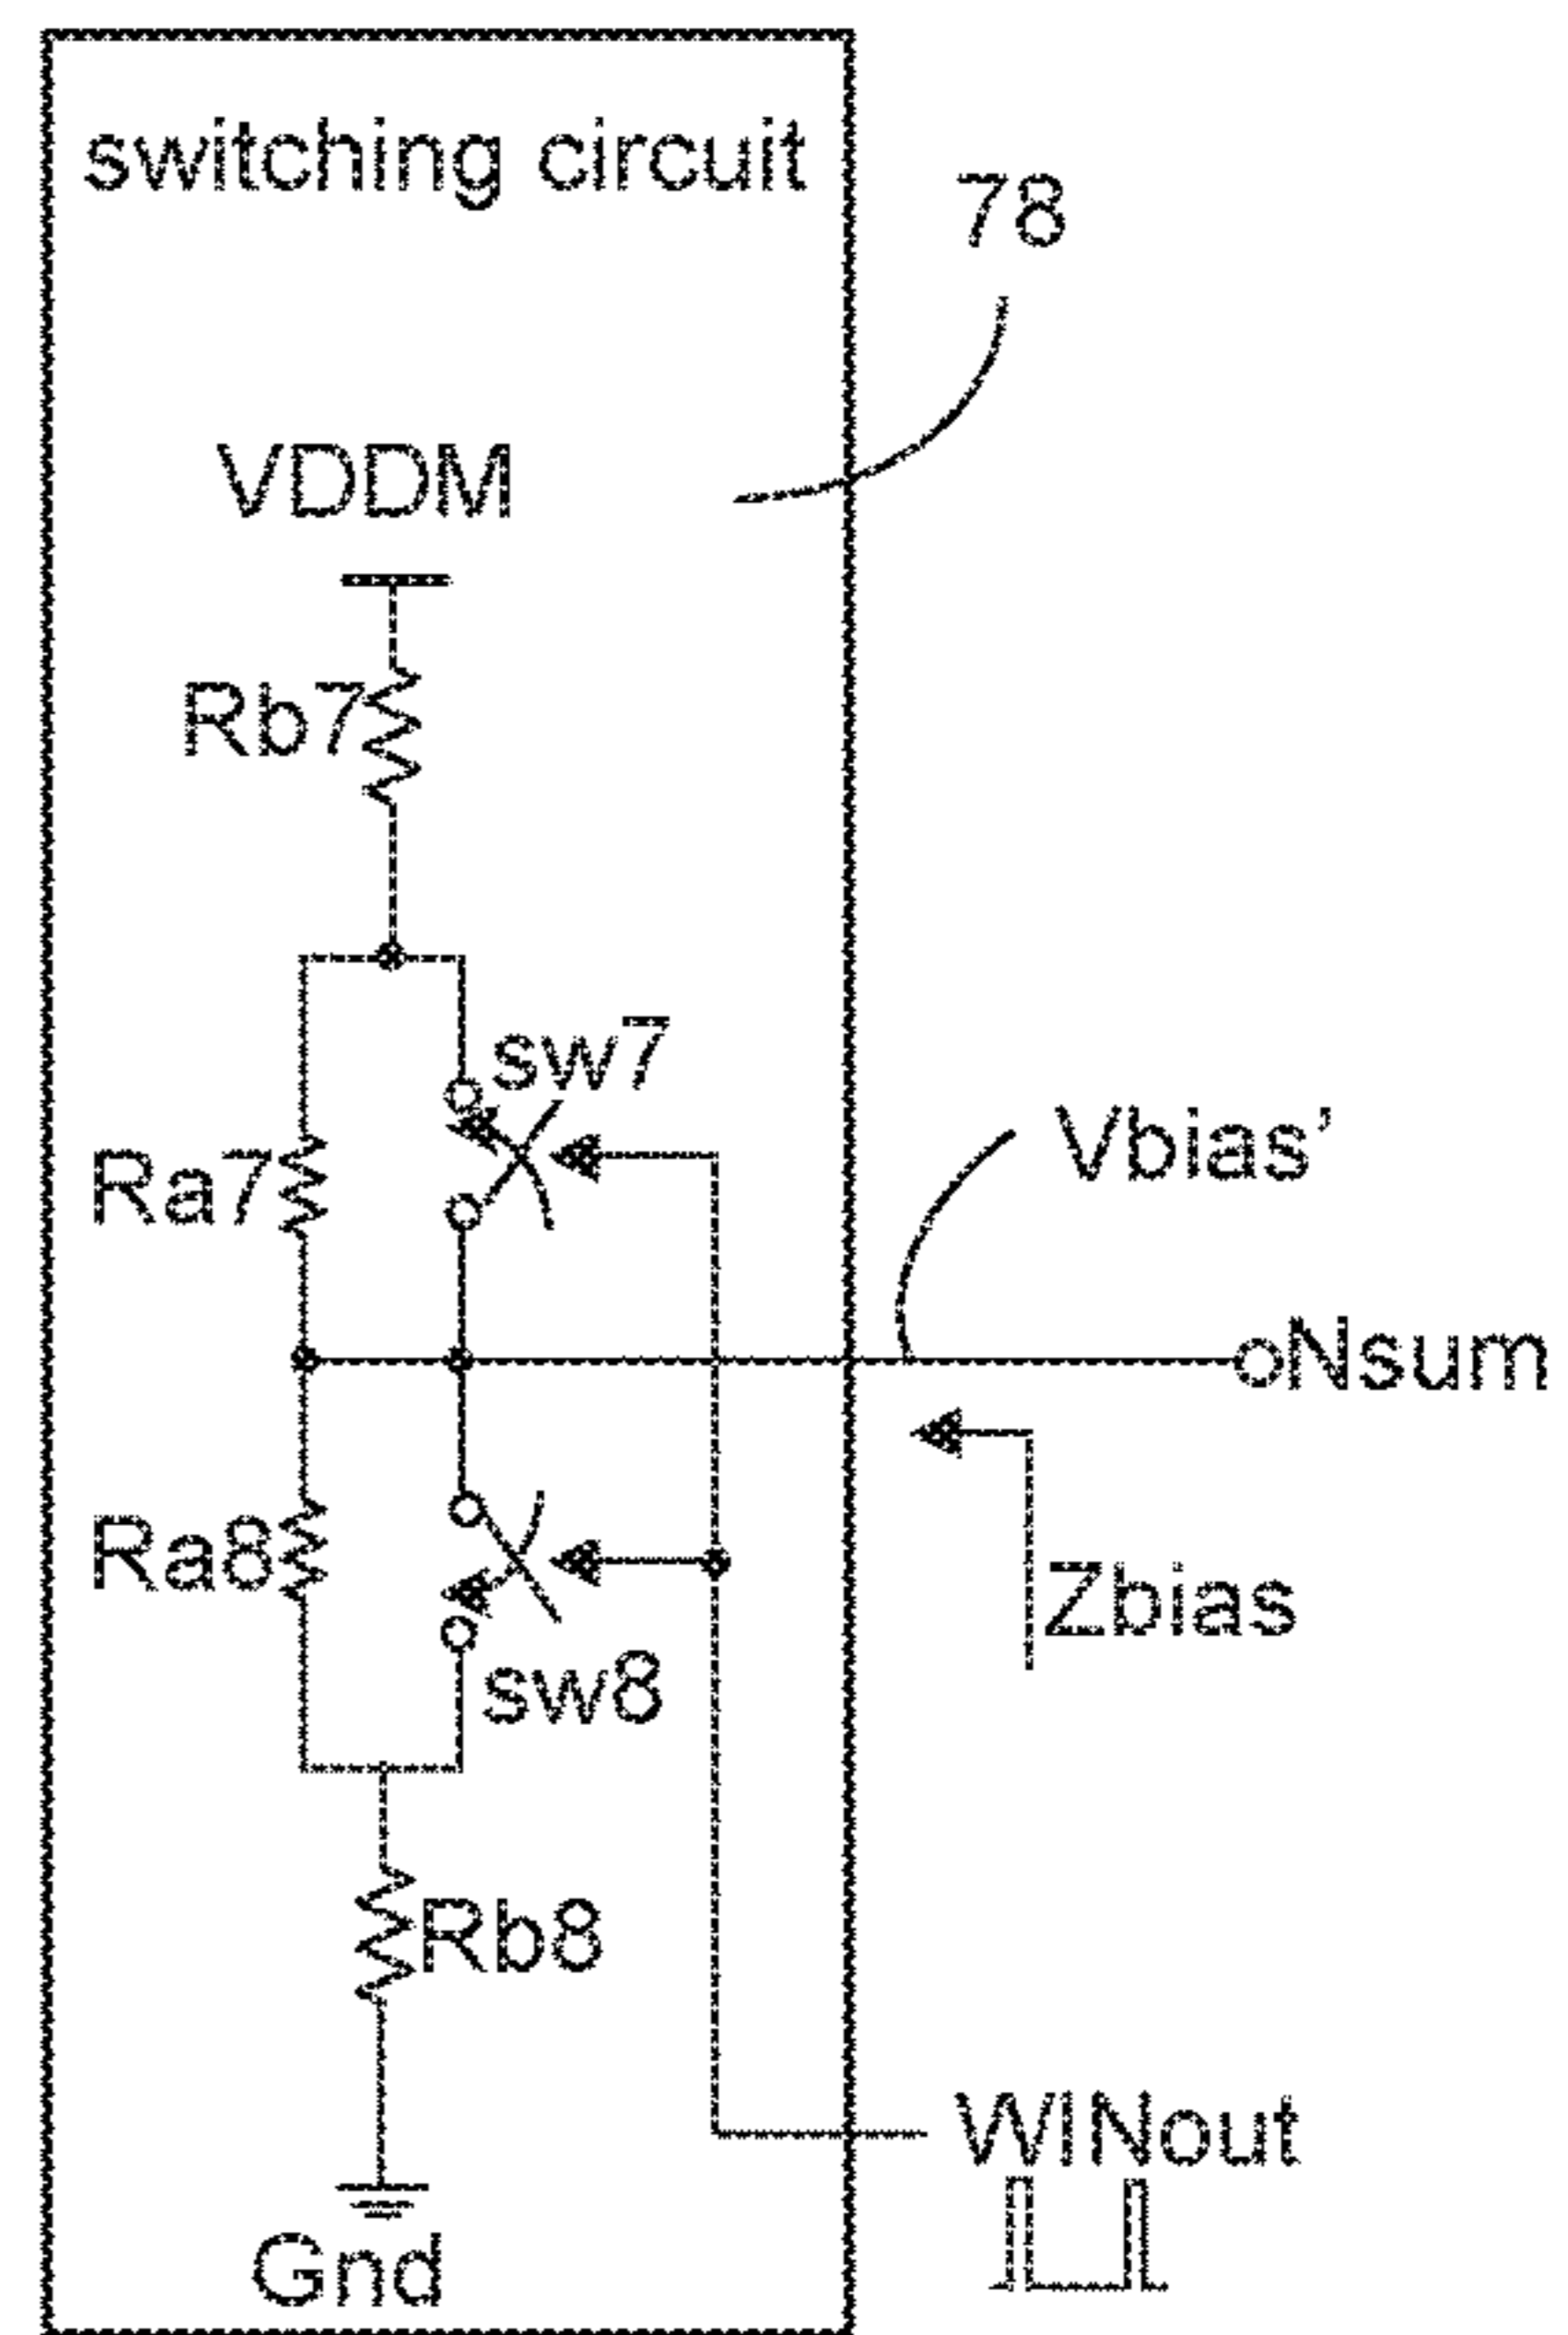 switching circuit
78
VDDM
Rb7
sw7
Ra7
Vbias’
Nsum
Ra8
Zbias
sw8
Rb8
WINout
Gnd